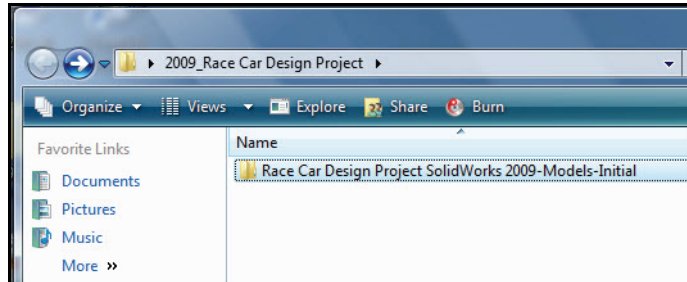 2009_Race Car Design Project
Organize Views Explore Share Burn
Favorite Links
Name
Documents
Race Car Design Project SolidWorks 2009-Models-Initial
Pictures
Music
More »